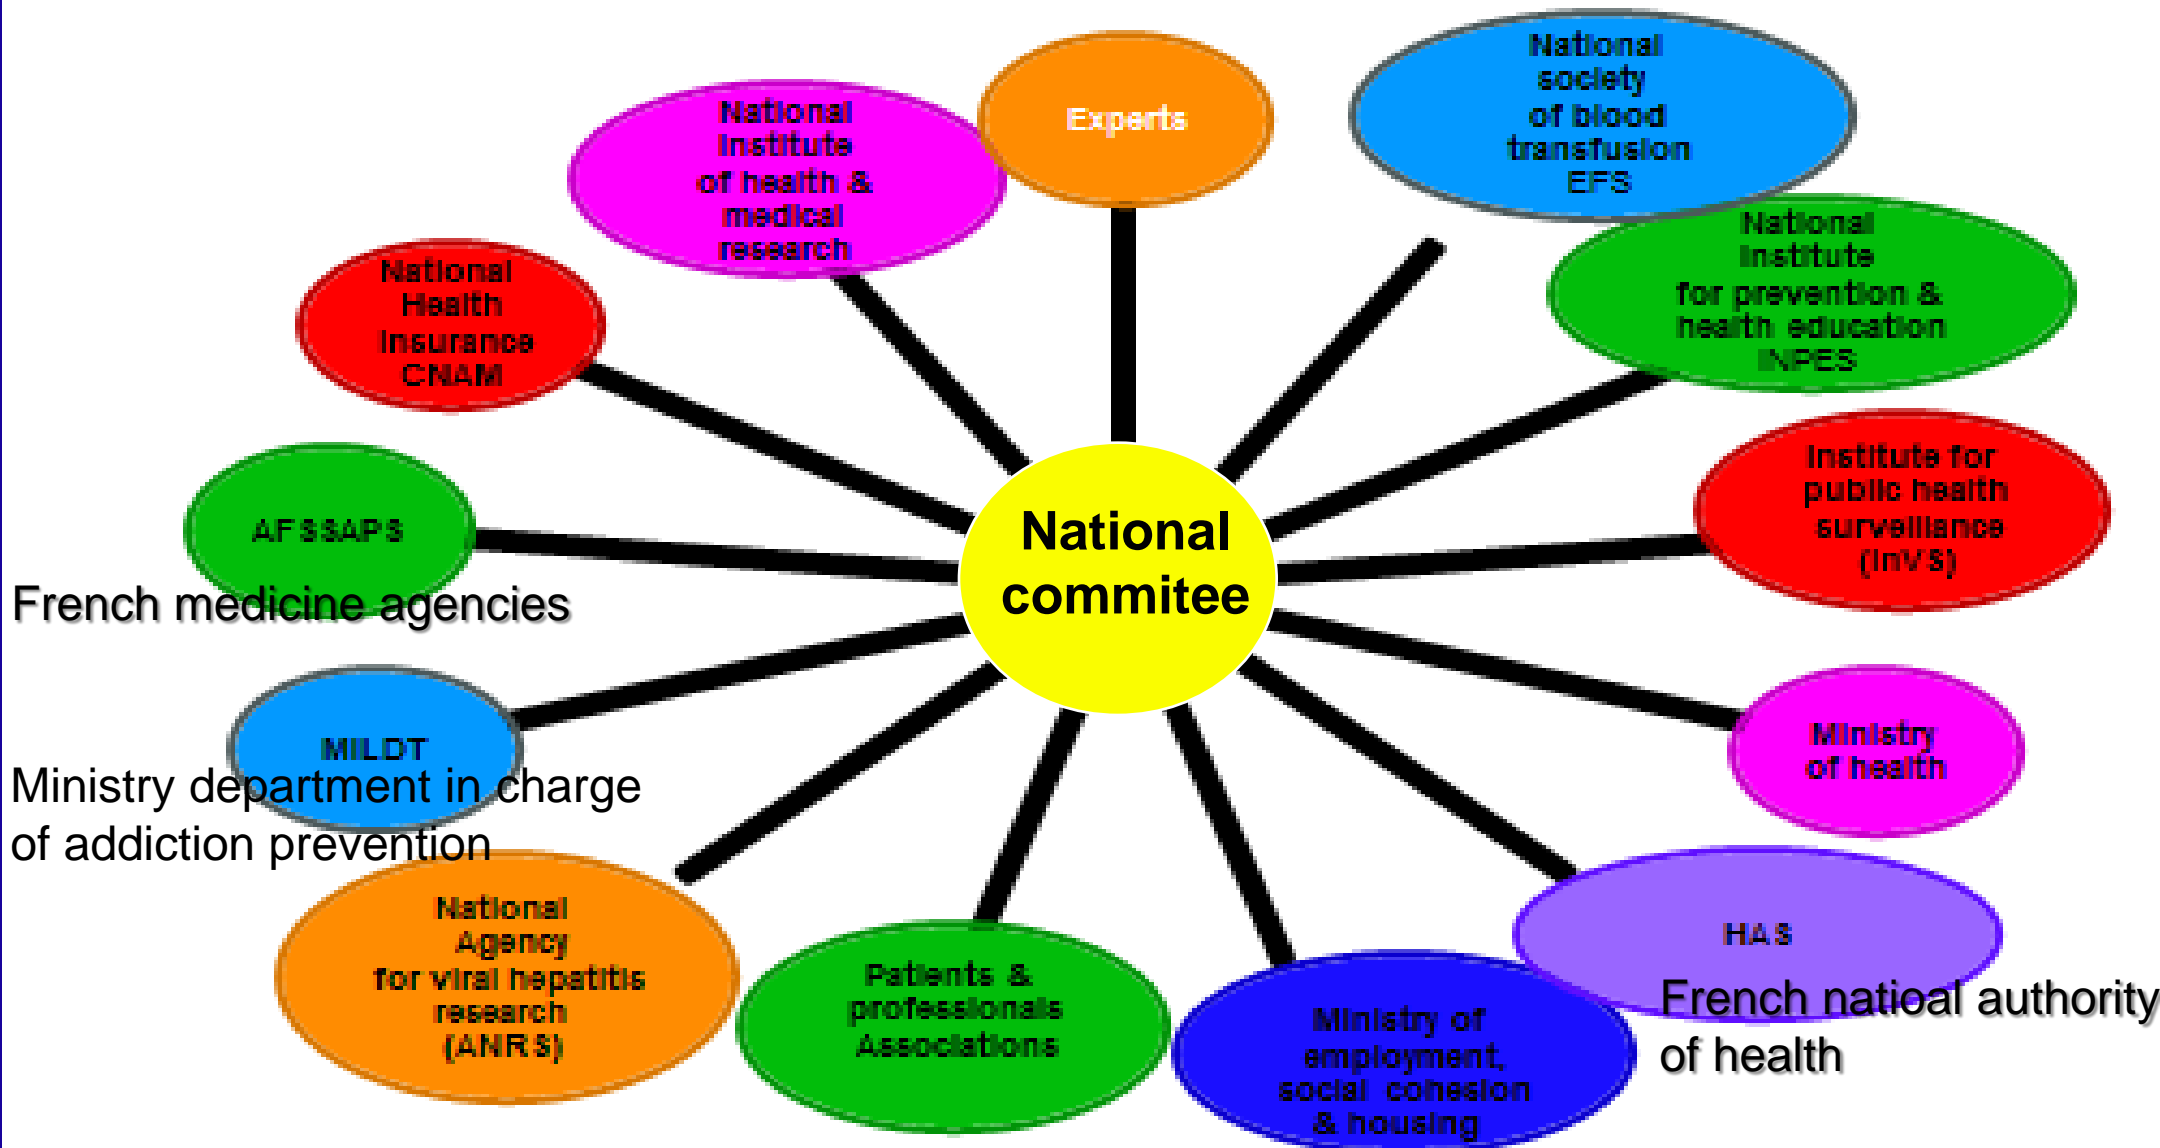 National
society
of blood
transfusion
EFS
Experts
National
Institute
of health &
medical
research
National
Institute
for prevention &
health education
INPES
National
Health
Insurance
CNAM
Institute for
public health
surveillance
(InVS)
AFSSAPS
French medicine agencies
National
commitee
MILDT
Ministry department in charge
of addiction prevention
Ministry
of health
National
Agency
for viral hepatitis
research
(ANRS)
Patients &
professionals
Associations
HAS
French natioal authority
of health
Ministry of
employment,
social cohesion
& housing